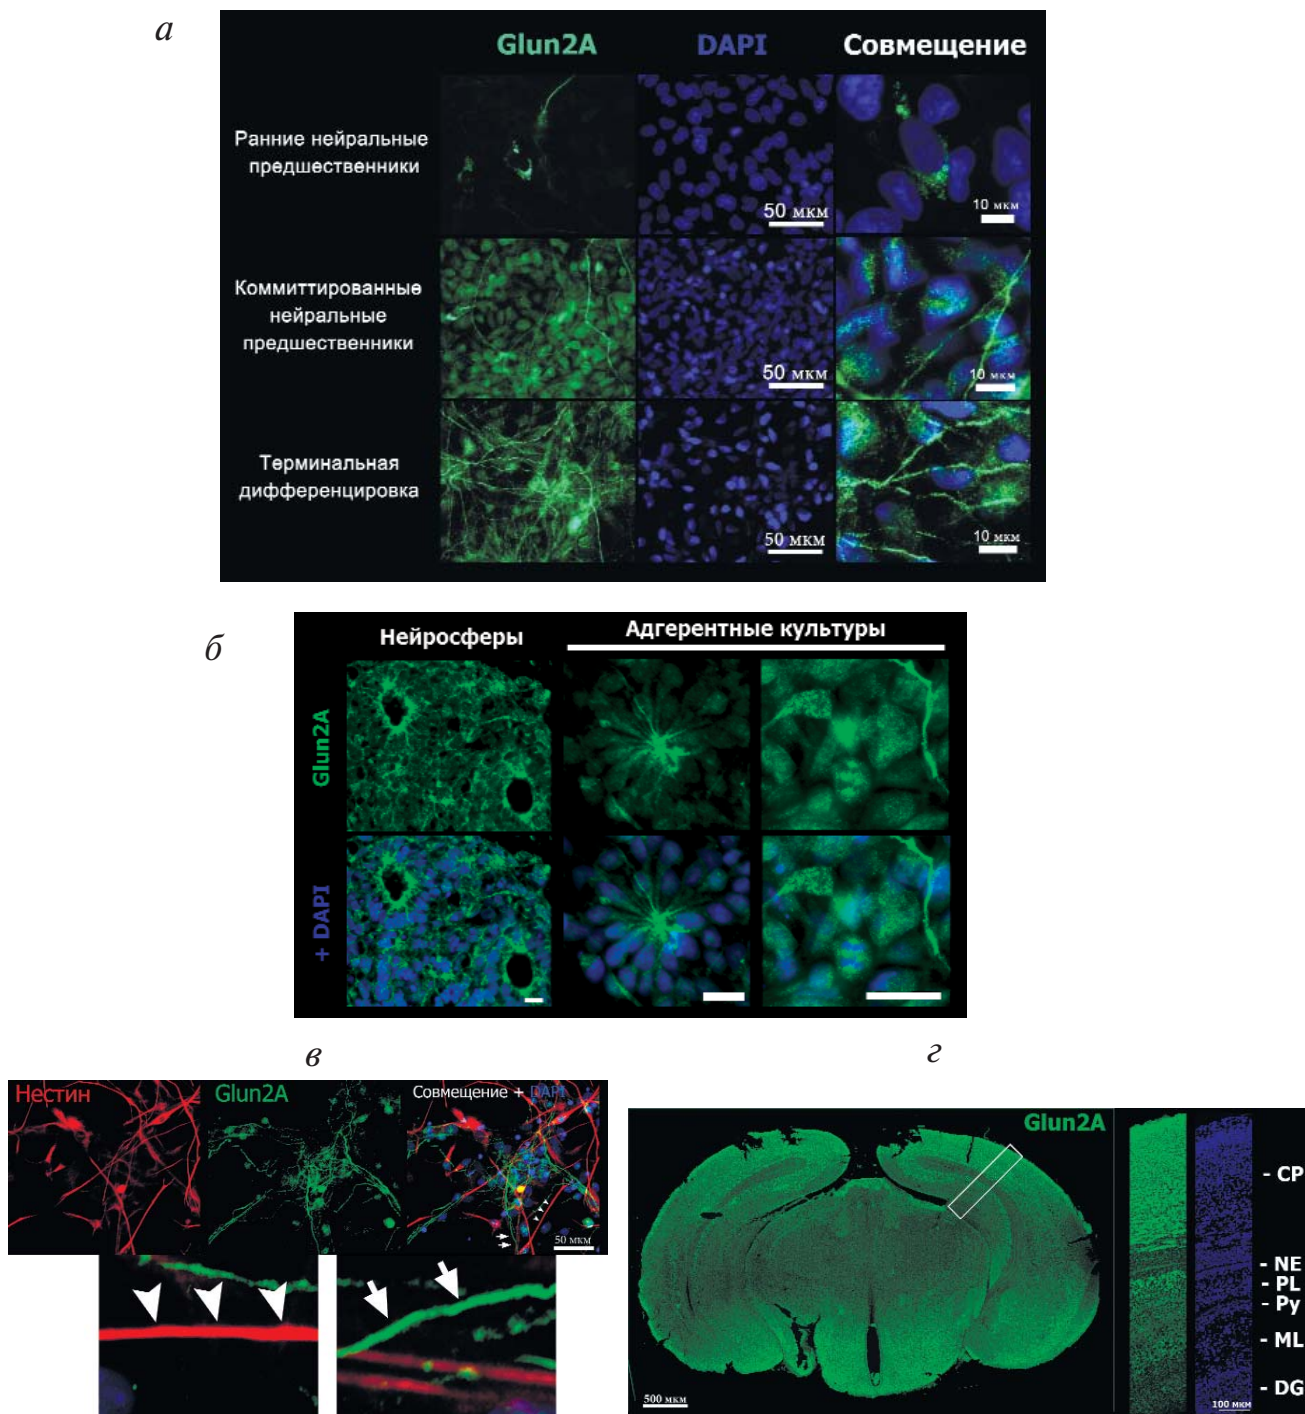 а
Glun2A DAPI Совмещение
Ранние нейральные
предшественники
50 мкм
10 мкм
Коммиттированные
нейральные
предшественники
50 мкм
10 мкм
Терминальная
дифференцировка
50 мкм
10 мкм
б
Нейросферы
Адгерентные культуры
Glun2A
+ DAPI
в
Нестин
Glun2A
Совмещение + DAPI
50 мкм
г
Glun2A
- CP
- NE
- PL
- Py
- ML
- DG
500 мкм
100 мкм